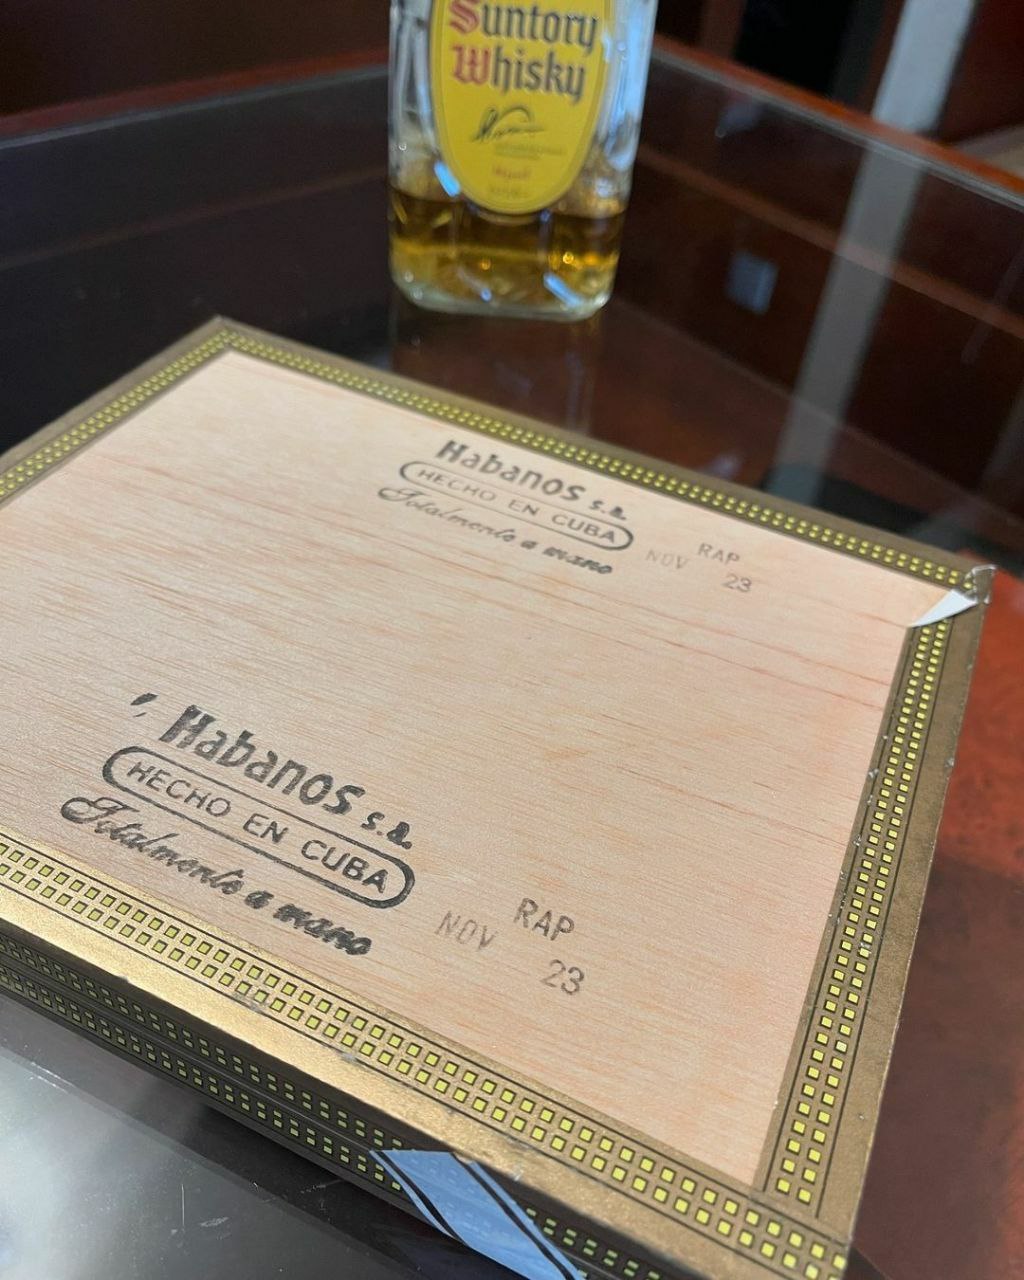 Suntory
Whisky
Habanos s.a.
HECHO EN CUBA
Totalmente a mano
NOV
RAP
23
Habanos s.a.
HECHO EN CUBA
Totalmente a mano
NOV
RAP
23